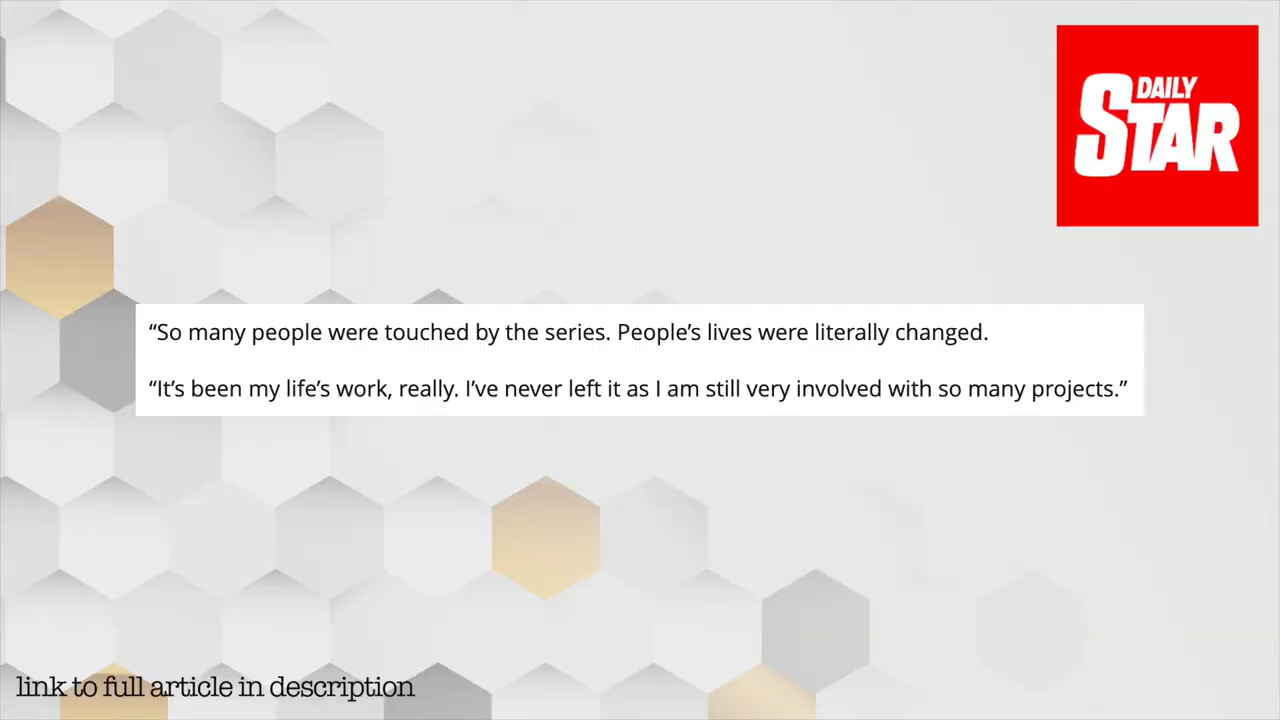 DAILY
STAR
“So many people were touched by the series. People’s lives were literally changed.
“It’s been my life’s work, really. I’ve never left it as I am still very involved with so many projects.”
link to full article in description